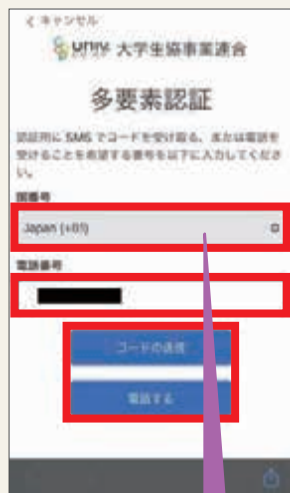 キャンセル
univ. 大学生協事業連合
多要素認証
認証用に SMS でコードを受け取る、または電話を
受けることを希望する番号を以下に入力してくださ
い。
国番号
Japan (+81)
電話番号
コードの送信
電話する